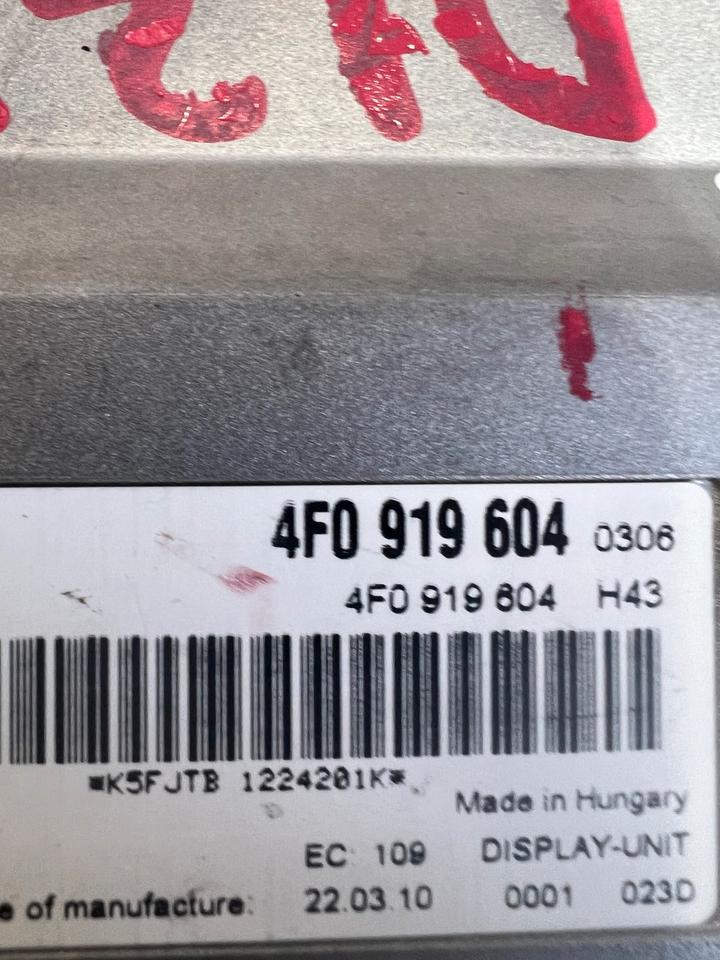 4F0 919 604 0306
4F0 919 604 H43
*K5FJTB 1224201K*
Made in Hungary
EC 109 DISPLAY-UNIT
e of manufacture: 22.03.10 0001 023D